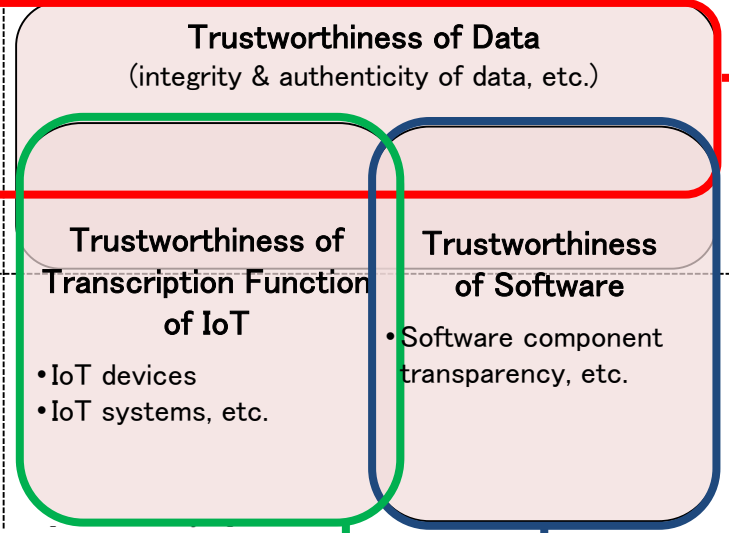 Trustworthiness of Data
(integrity & authenticity of data, etc.)
Trustworthiness of
Transcription Function
of IoT
•IoT devices
•IoT systems, etc.
Trustworthiness
of Software
•Software component
transparency, etc.